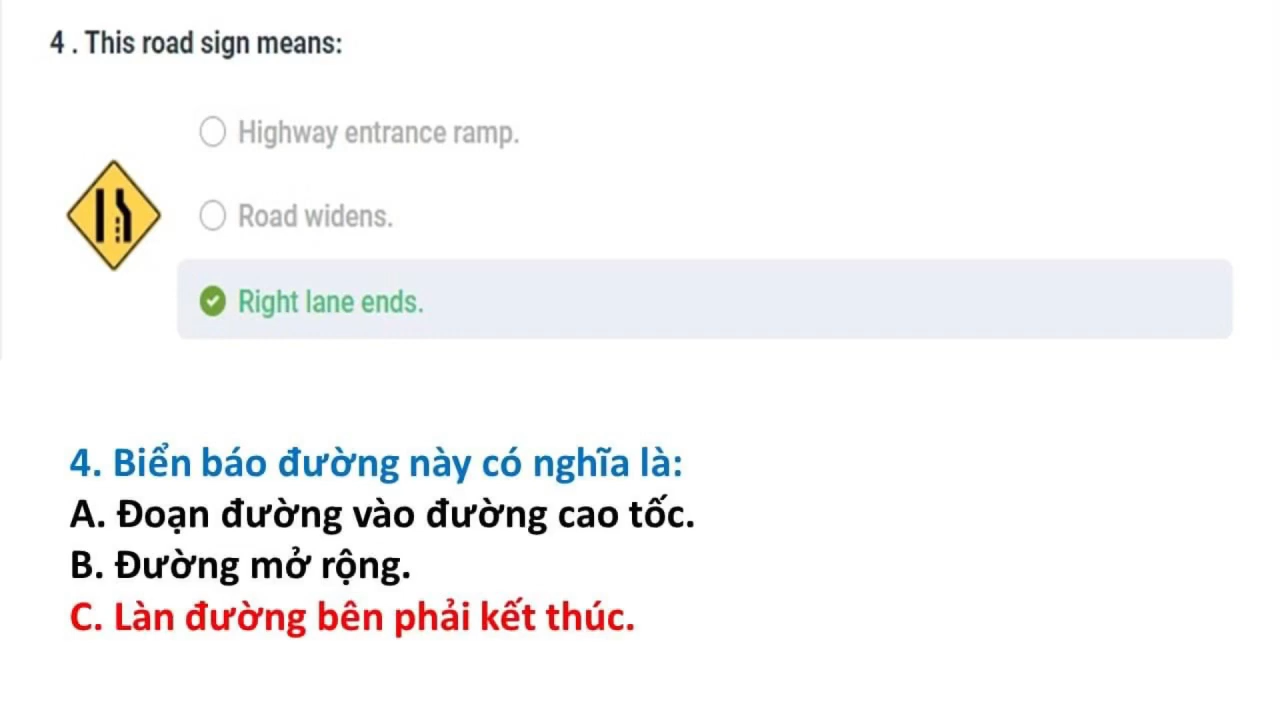 4 . This road sign means:
Highway entrance ramp.
Road widens.
Right lane ends.
4. Biển báo đường này có nghĩa là:
A. Đoạn đường vào đường cao tốc.
B. Đường mở rộng.
C. Làn đường bên phải kết thúc.